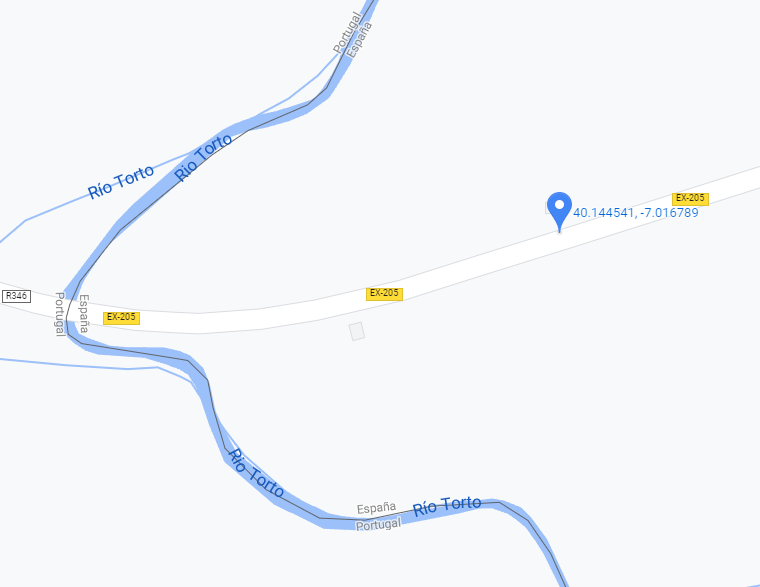 Portugal
España
Rio Torto
Río Torto
EX-205
40.144541, -7.016789
R346
EX-205
España
Portugal
EX-205
Rio Torto
España
Río Torto
Portugal